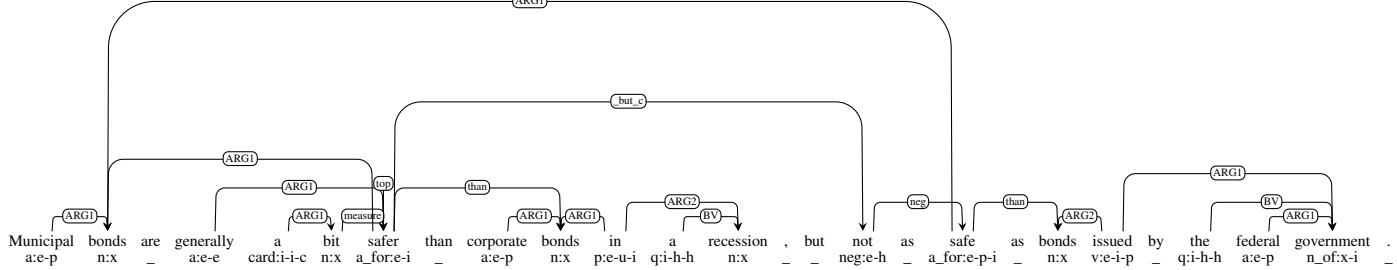 ARG1
_but_c
ARG1 ARG1
ARG1 top than ARG2 BV
ARG1 ARG1 measure ARG1 ARG1 BV neg than ARG2 ARG1
Municipal bonds are generally a bit safer than corporate bonds in a recession , but not as safe as bonds issued by the federal government .
a:e-p n:x _ a:e-e card:i-i-c n:x a_for:e-i _ a:e-p n:x p:e-u-i q:i-h-h n:x _ _ neg:e-h _ a_for:e-p-i _ n:x v:e-i-p _ q:i-h-h a:e-p n_of:x-i _